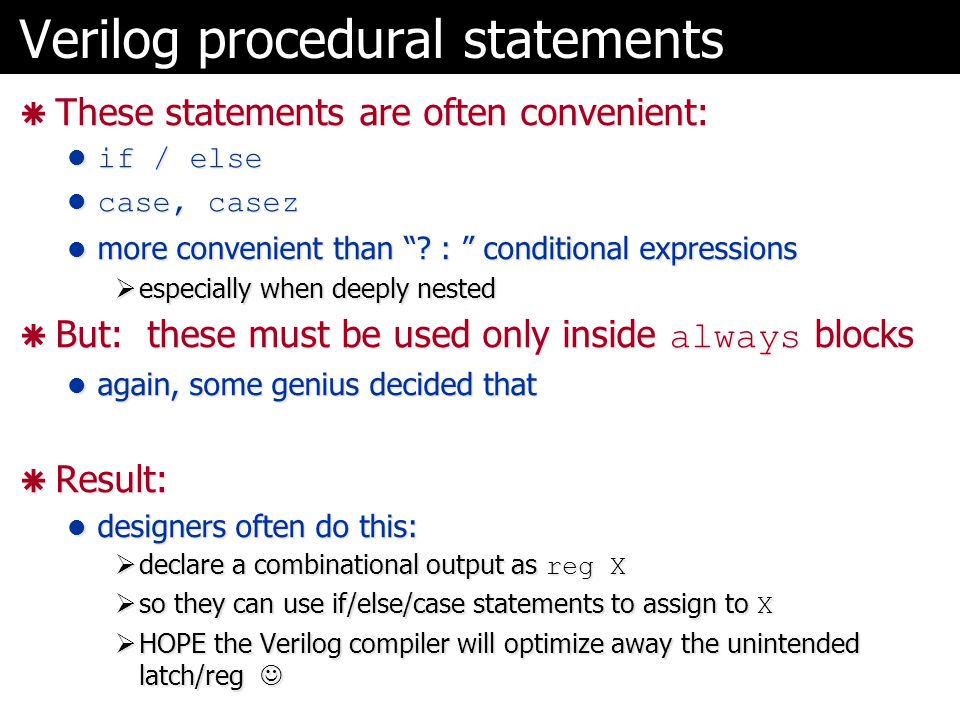 Verilog procedural statements
These statements are often convenient:
if / else
case, casez
more convenient than “? : ” conditional expressions
especially when deeply nested
But: these must be used only inside always blocks
again, some genius decided that
Result:
designers often do this:
declare a combinational output as reg X
so they can use if/else/case statements to assign to X
HOPE the Verilog compiler will optimize away the unintended
latch/reg ☺